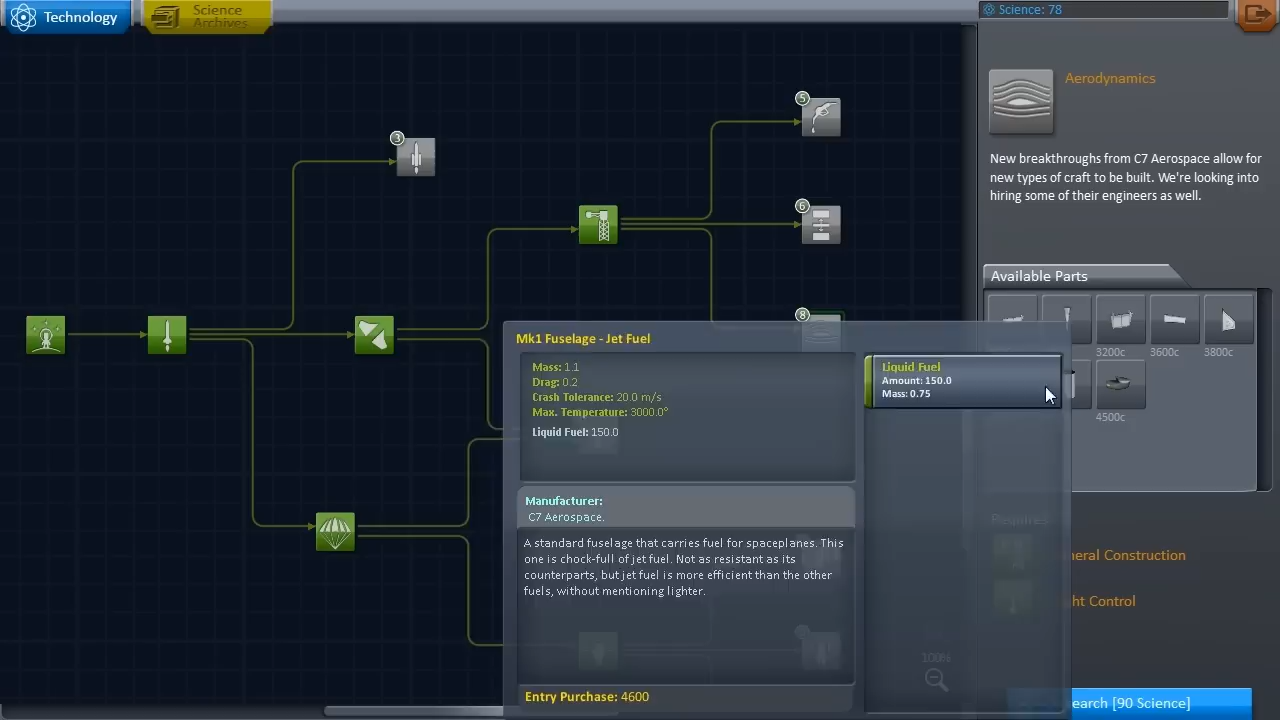 Technology
Science
Archives
Science: 78
Aerodynamics
New breakthroughs from C7 Aerospace allow for
new types of craft to be built. We're looking into
hiring some of their engineers as well.
Available Parts
3200c
3600c
3800c
4500c
3
5
6
8
Mk1 Fuselage - Jet Fuel
Mass: 1.1
Drag: 0.2
Crash Tolerance: 20.0 m/s
Max. Temperature: 3000.0°
Liquid Fuel: 150.0
Liquid Fuel
Amount: 150.0
Mass: 0.75
Manufacturer:
C7 Aerospace.
A standard fuselage that carries fuel for spaceplanes. This
one is chock-full of jet fuel. Not as resistant as its
counterparts, but jet fuel is more efficient than the other
fuels, without mentioning lighter.
Entry Purchase: 4600
Requires
neral Construction
ht Control
100%
earch [90 Science]